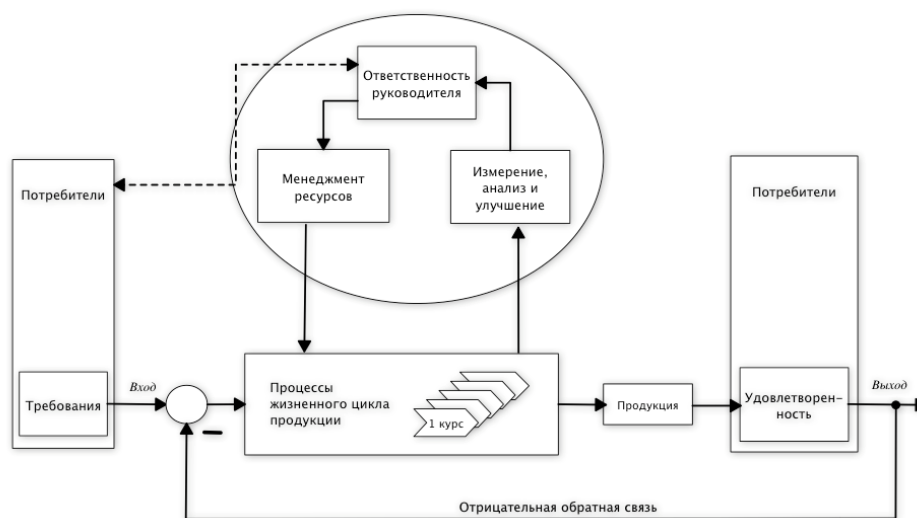 Ответственность
руководителя
Менеджмент
ресурсов
Измерение,
анализ и
улучшение
Потребители
Потребители
Требования
Вход
Процессы
жизненного цикла
продукции
1 курс
Продукция
Удовлетворен-
ность
Выход
Отрицательная обратная связь